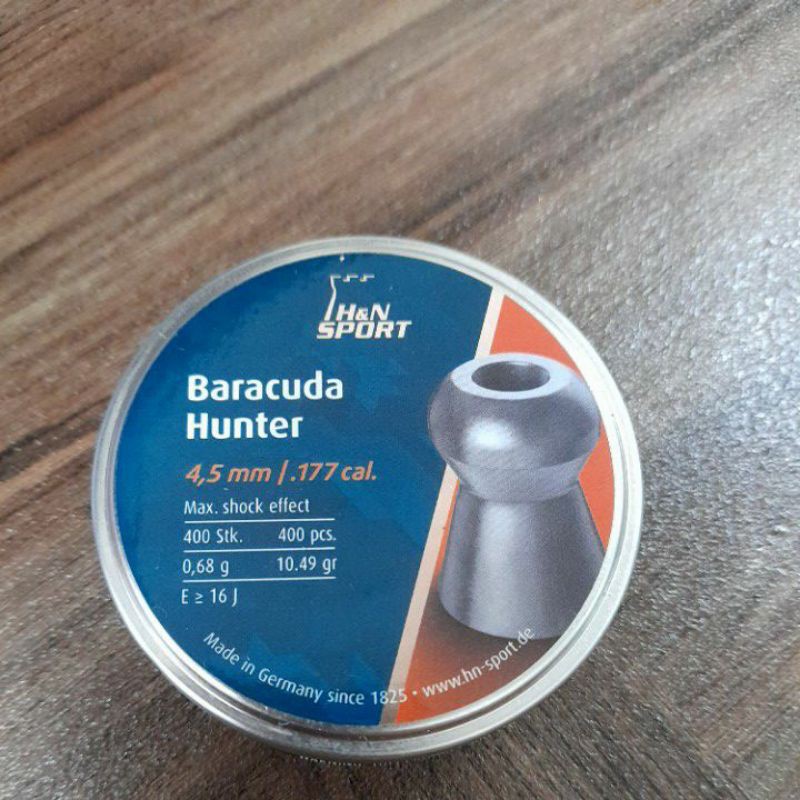 H&N
SPORT
Baracuda
Hunter
4,5 mm / .177 cal.
Max. shock effect
400 Stk. 400 pcs.
0,68 g 10.49 gr
E ≥ 16 J
Made in Germany since 1825 • www.hn-sport.de